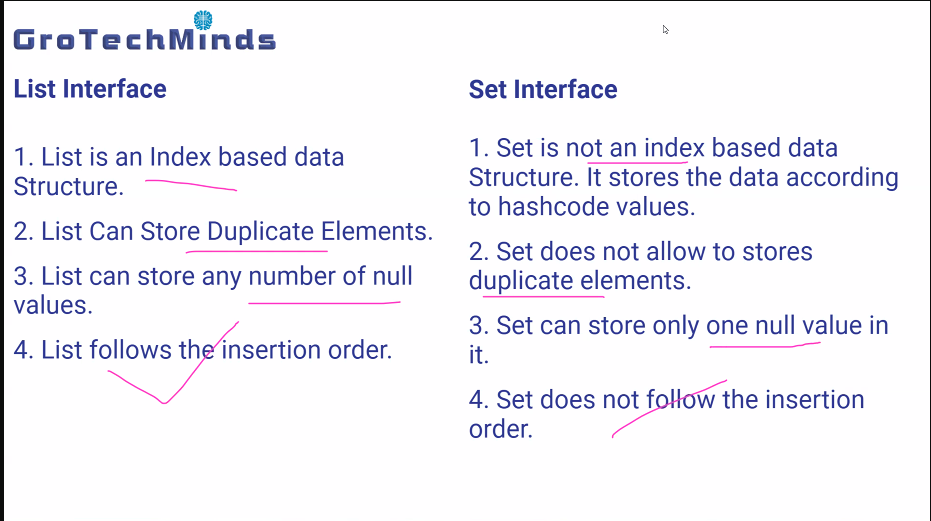 GroTechMinds
List Interface
1. List is an Index based data
Structure.
2. List Can Store Duplicate Elements.
3. List can store any number of null
values.
4. List follows the insertion order.
Set Interface
1. Set is not an index based data
Structure. It stores the data according
to hashcode values.
2. Set does not allow to stores
duplicate elements.
3. Set can store only one null value in
it.
4. Set does not follow the insertion
order.